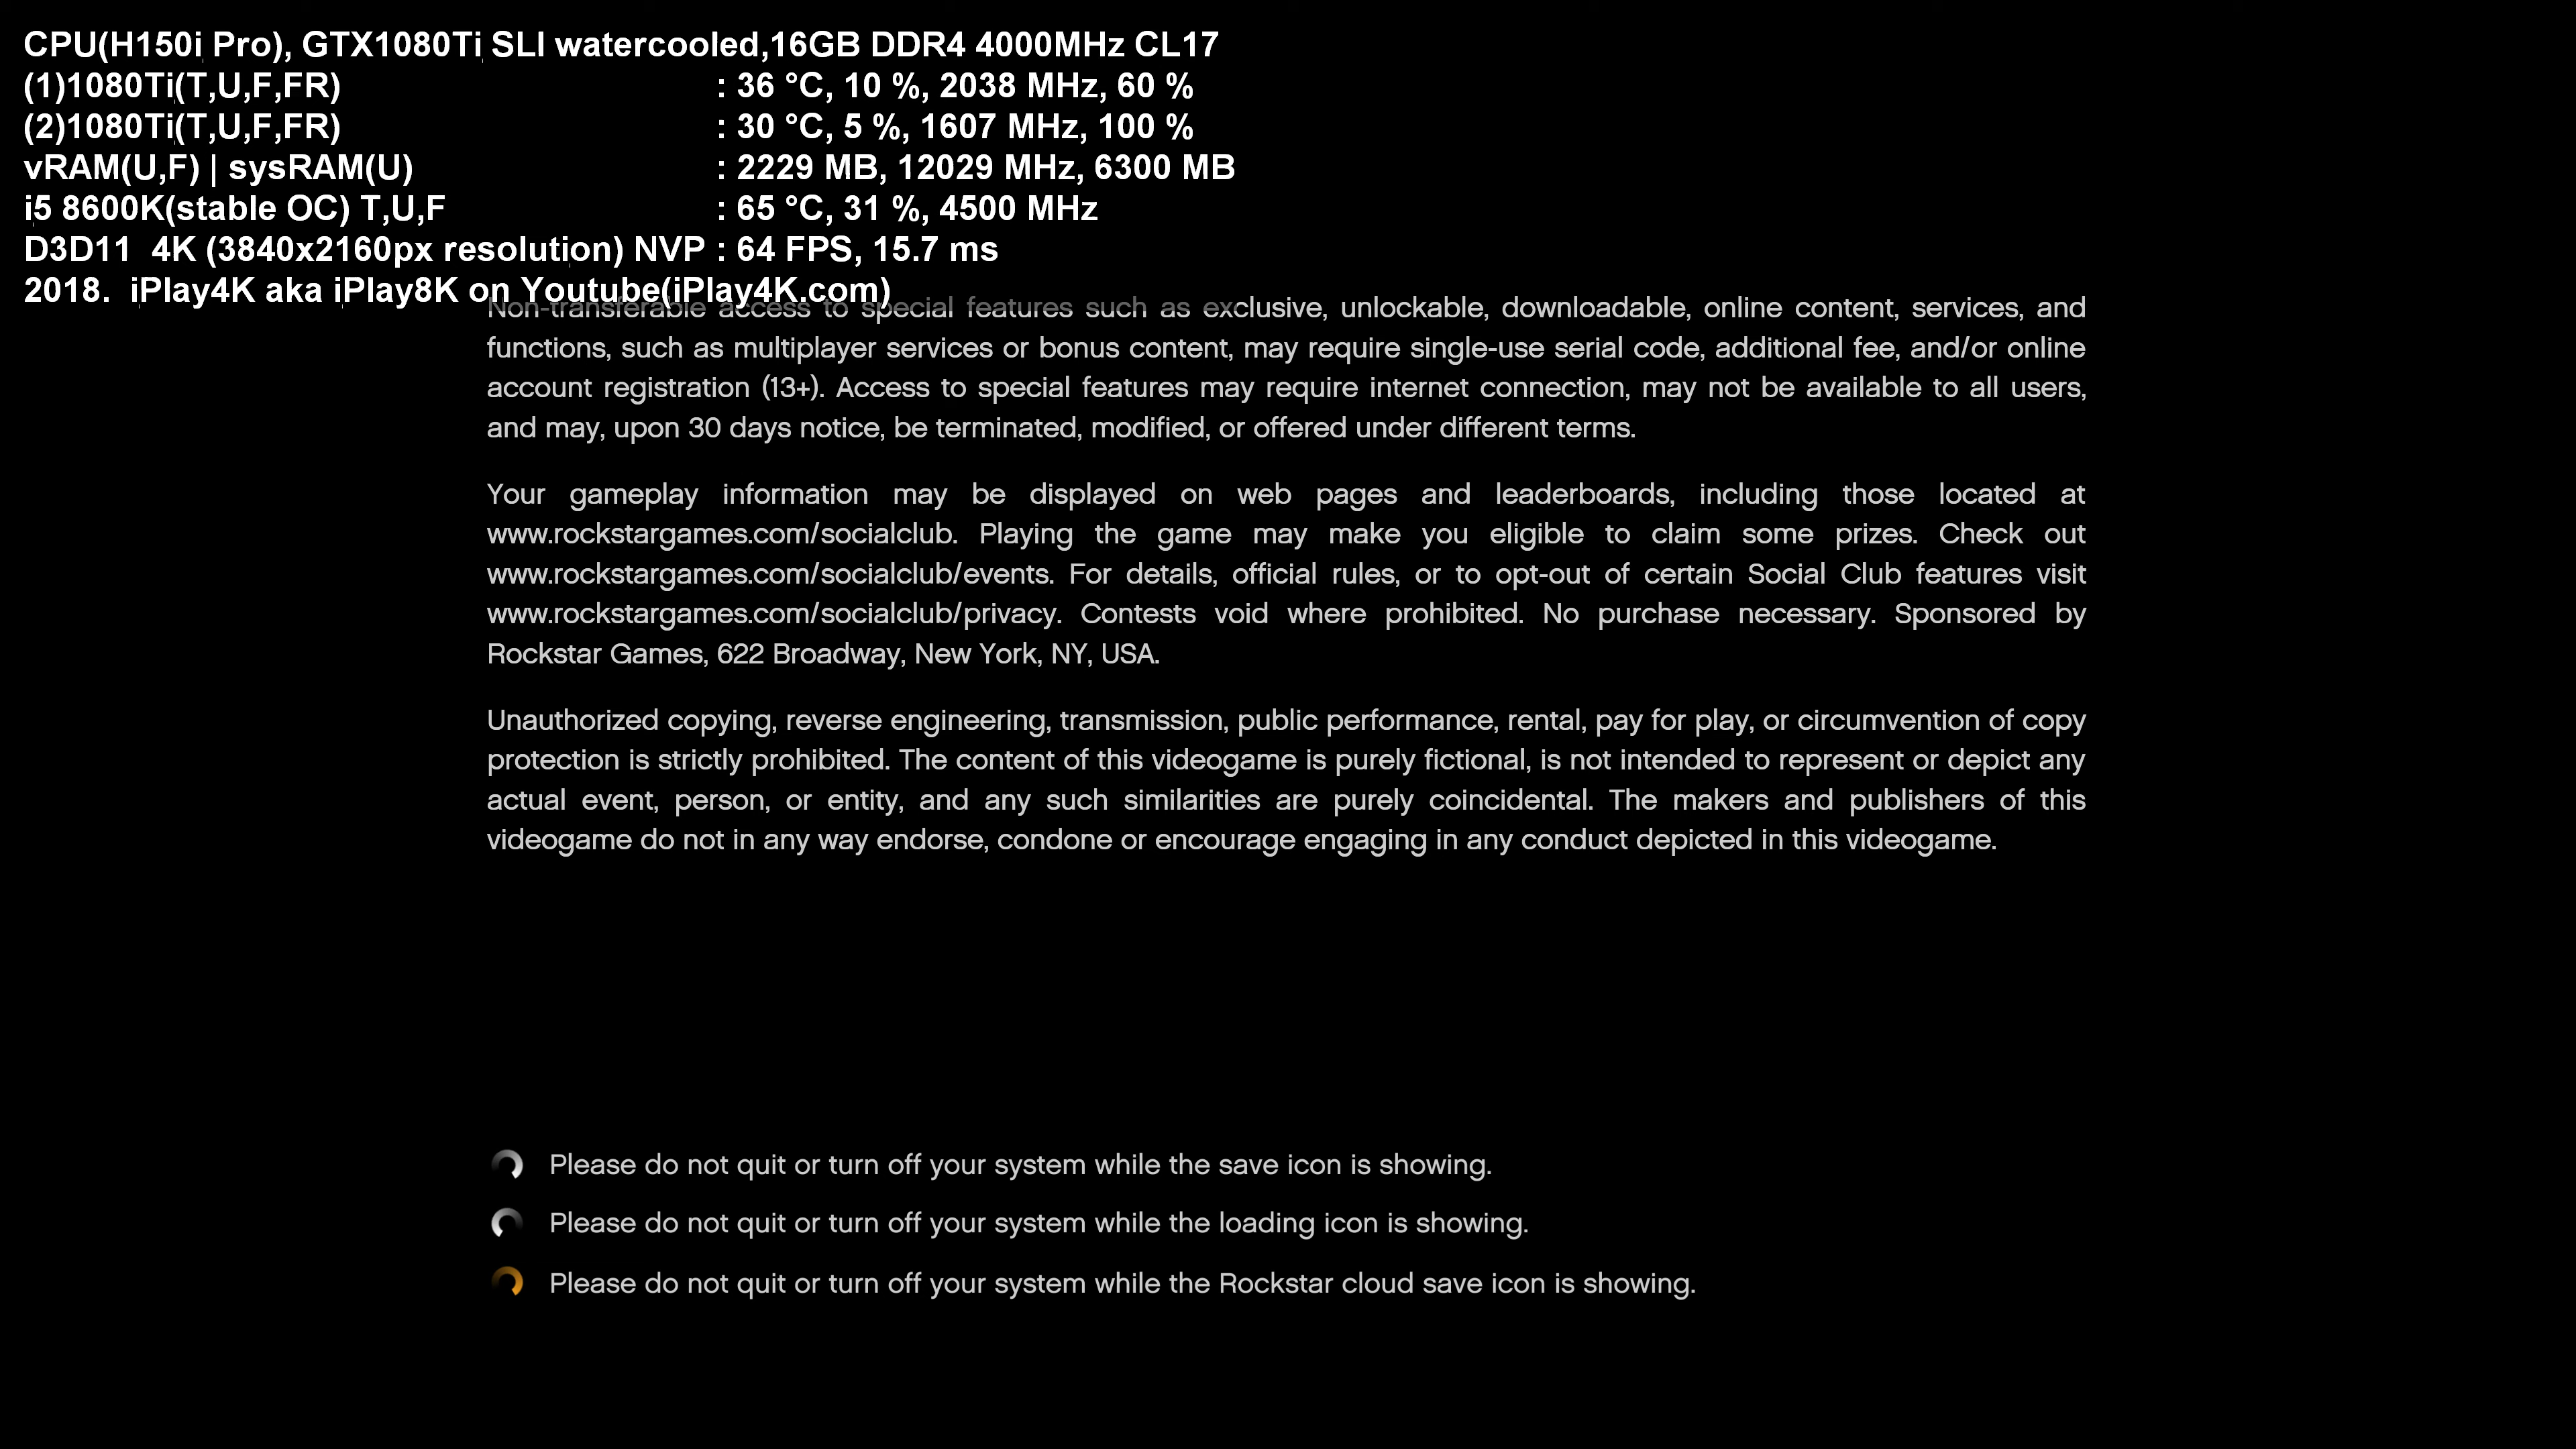 CPU(H150i Pro), GTX1080Ti SLI watercooled,16GB DDR4 4000MHz CL17
(1)1080Ti(T,U,F,FR) : 36 °C, 10 %, 2038 MHz, 60 %
(2)1080Ti(T,U,F,FR) : 30 °C, 5 %, 1607 MHz, 100 %
vRAM(U,F) | sysRAM(U) : 2229 MB, 12029 MHz, 6300 MB
i5 8600K(stable OC) T,U,F : 65 °C, 31 %, 4500 MHz
D3D11 4K (3840x2160px resolution) NVP : 64 FPS, 15.7 ms
2018. iPlay4K aka iPlay8K on Youtube(iPlay4K.com)
Non-transferable access to special features such as exclusive, unlockable, downloadable, online content, services, and
functions, such as multiplayer services or bonus content, may require single-use serial code, additional fee, and/or online
account registration (13+). Access to special features may require internet connection, may not be available to all users,
and may, upon 30 days notice, be terminated, modified, or offered under different terms.
Your gameplay information may be displayed on web pages and leaderboards, including those located at
www.rockstargames.com/socialclub. Playing the game may make you eligible to claim some prizes. Check out
www.rockstargames.com/socialclub/events. For details, official rules, or to opt-out of certain Social Club features visit
www.rockstargames.com/socialclub/privacy. Contests void where prohibited. No purchase necessary. Sponsored by
Rockstar Games, 622 Broadway, New York, NY, USA.
Unauthorized copying, reverse engineering, transmission, public performance, rental, pay for play, or circumvention of copy
protection is strictly prohibited. The content of this videogame is purely fictional, is not intended to represent or depict any
actual event, person, or entity, and any such similarities are purely coincidental. The makers and publishers of this
videogame do not in any way endorse, condone or encourage engaging in any conduct depicted in this videogame.
Please do not quit or turn off your system while the save icon is showing.
Please do not quit or turn off your system while the loading icon is showing.
Please do not quit or turn off your system while the Rockstar cloud save icon is showing.